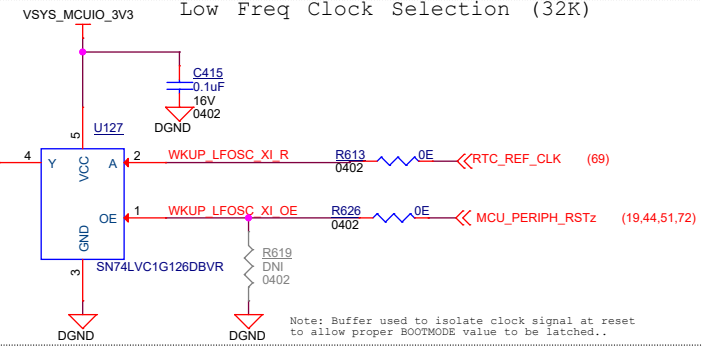 Low Freq Clock Selection (32K)
VSYS_MCUIO_3V3
C415
0.1uF
16V
0402
DGND
U127
5
4 Y VCC A 2 WKUP_LFOSC_XI_R R613 0E RTC_REF_CLK (69)
0402
OE 1 WKUP_LFOSC_XI_OE R626 0E MCU_PERIPH_RSTz (19,44,51,72)
0402
GND
3
SN74LVC1G126DBVR
R619
DNI
0402
DGND
DGND
Note: Buffer used to isolate clock signal at reset
to allow proper BOOTMODE value to be latched..